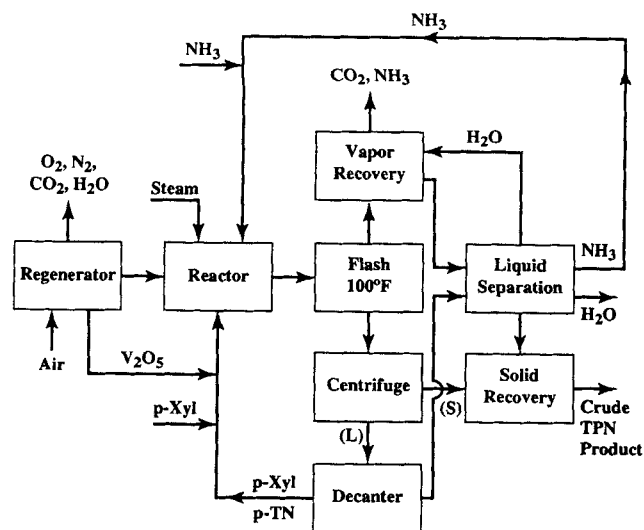 NH₃
NH₃
CO₂, NH₃
H₂O
Vapor
Recovery
O₂, N₂,
CO₂, H₂O
Steam
Regenerator
Reactor
Flash
100°F
Liquid
Separation
NH₃
H₂O
Air
V₂O₅
Centrifuge
(S)
Solid
Recovery
p-Xyl
(L)
Crude
TPN
Product
p-Xyl
p-TN
Decanter